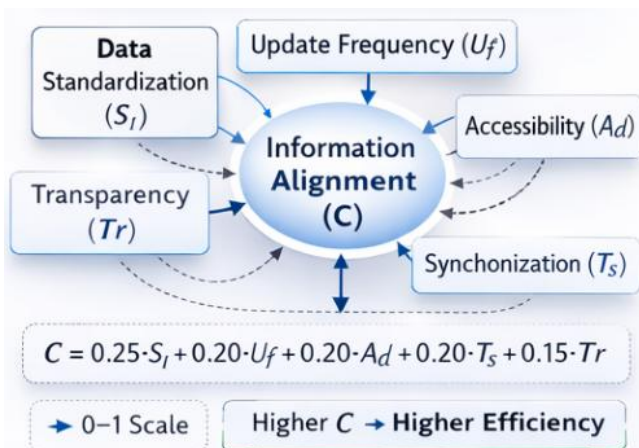 Data
Standardization
(S_I)
Update Frequency (U_f)
Accessibility (A_d)
Information
Alignment
(C)
Transparency
(Tr)
Synchonization (T_s)
C = 0.25·S_I + 0.20·U_f + 0.20·A_d + 0.20·T_s + 0.15·Tr
0–1 Scale
Higher C → Higher Efficiency